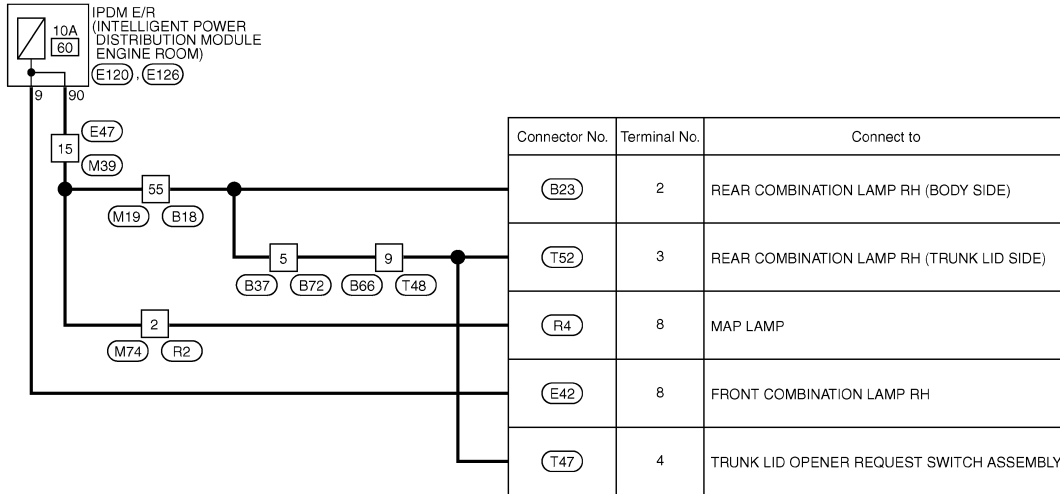 IPDM E/R
(INTELLIGENT POWER
DISTRIBUTION MODULE
ENGINE ROOM)
10A
60
E120 , E126
9 90
E47
15
M39
55
M19 B18
5 9
B37 B72 B66 T48
2
M74 R2
Connector No. Terminal No. Connect to
B23 2 REAR COMBINATION LAMP RH (BODY SIDE)
T52 3 REAR COMBINATION LAMP RH (TRUNK LID SIDE)
R4 8 MAP LAMP
E42 8 FRONT COMBINATION LAMP RH
T47 4 TRUNK LID OPENER REQUEST SWITCH ASSEMBLY